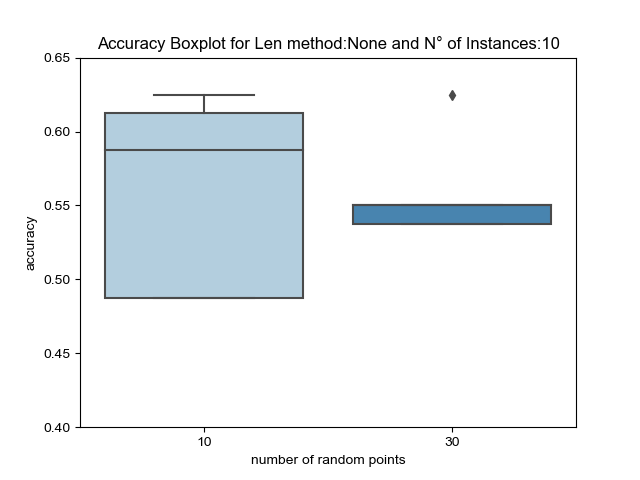 Accuracy Boxplot for Len method:None and N° of Instances:10
0.65
0.60
0.55
0.50
0.45
0.40
accuracy
10 30
number of random points